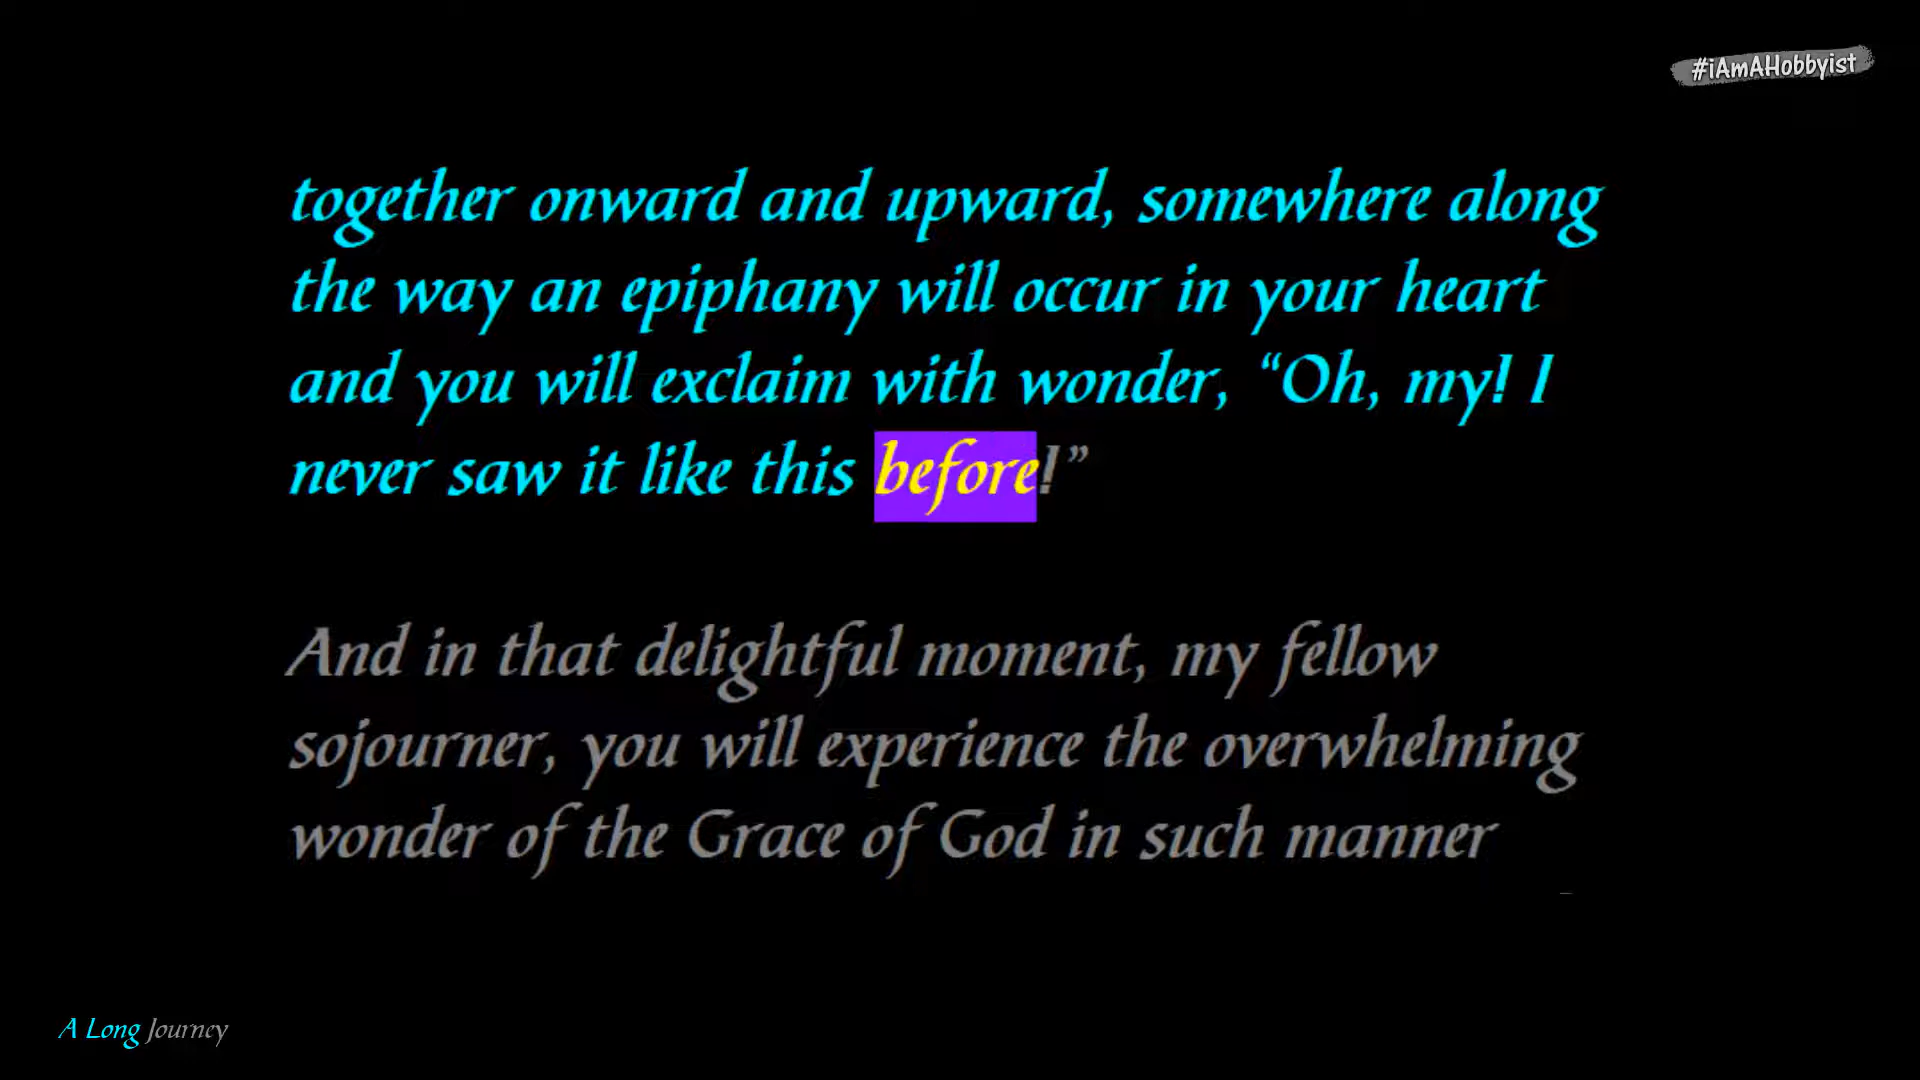 #iAmAHobbyist
together onward and upward, somewhere along
the way an epiphany will occur in your heart
and you will exclaim with wonder, “Oh, my! I
never saw it like this before!”
And in that delightful moment, my fellow
sojourner, you will experience the overwhelming
wonder of the Grace of God in such manner
A Long Journey